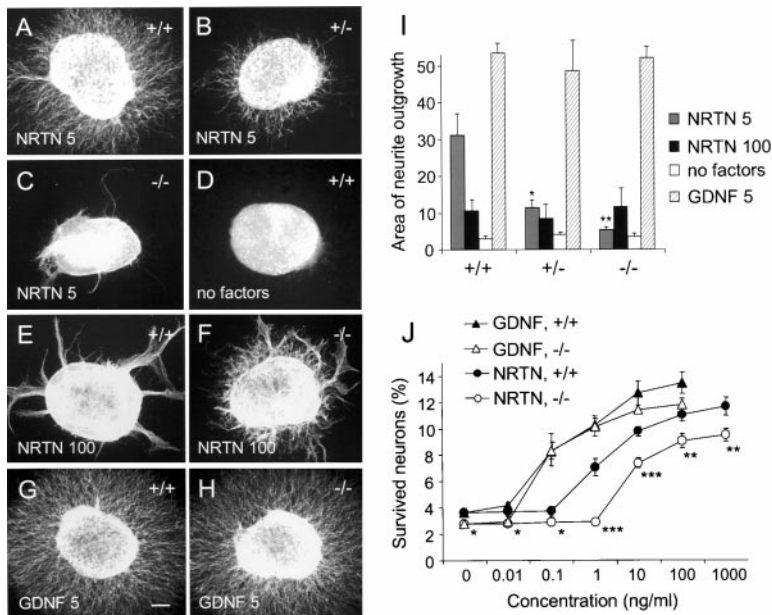 A +/+
NRTN 5
B +/-
NRTN 5
C -/-
NRTN 5
D +/+
no factors
E +/+
NRTN 100
F -/-
NRTN 100
G +/+
GDNF 5
H -/-
GDNF 5
I
Area of neurite outgrowth
50
40
30
20
10
0
*
**
+/+ +/- -/-
NRTN 5
NRTN 100
no factors
GDNF 5
J
GDNF, +/+
GDNF, -/-
NRTN, +/+
NRTN, -/-
Survived neurons (%)
14
12
10
8
6
4
2
0
* * * *** *** ** **
0 0.01 0.1 1 10 100 1000
Concentration (ng/ml)